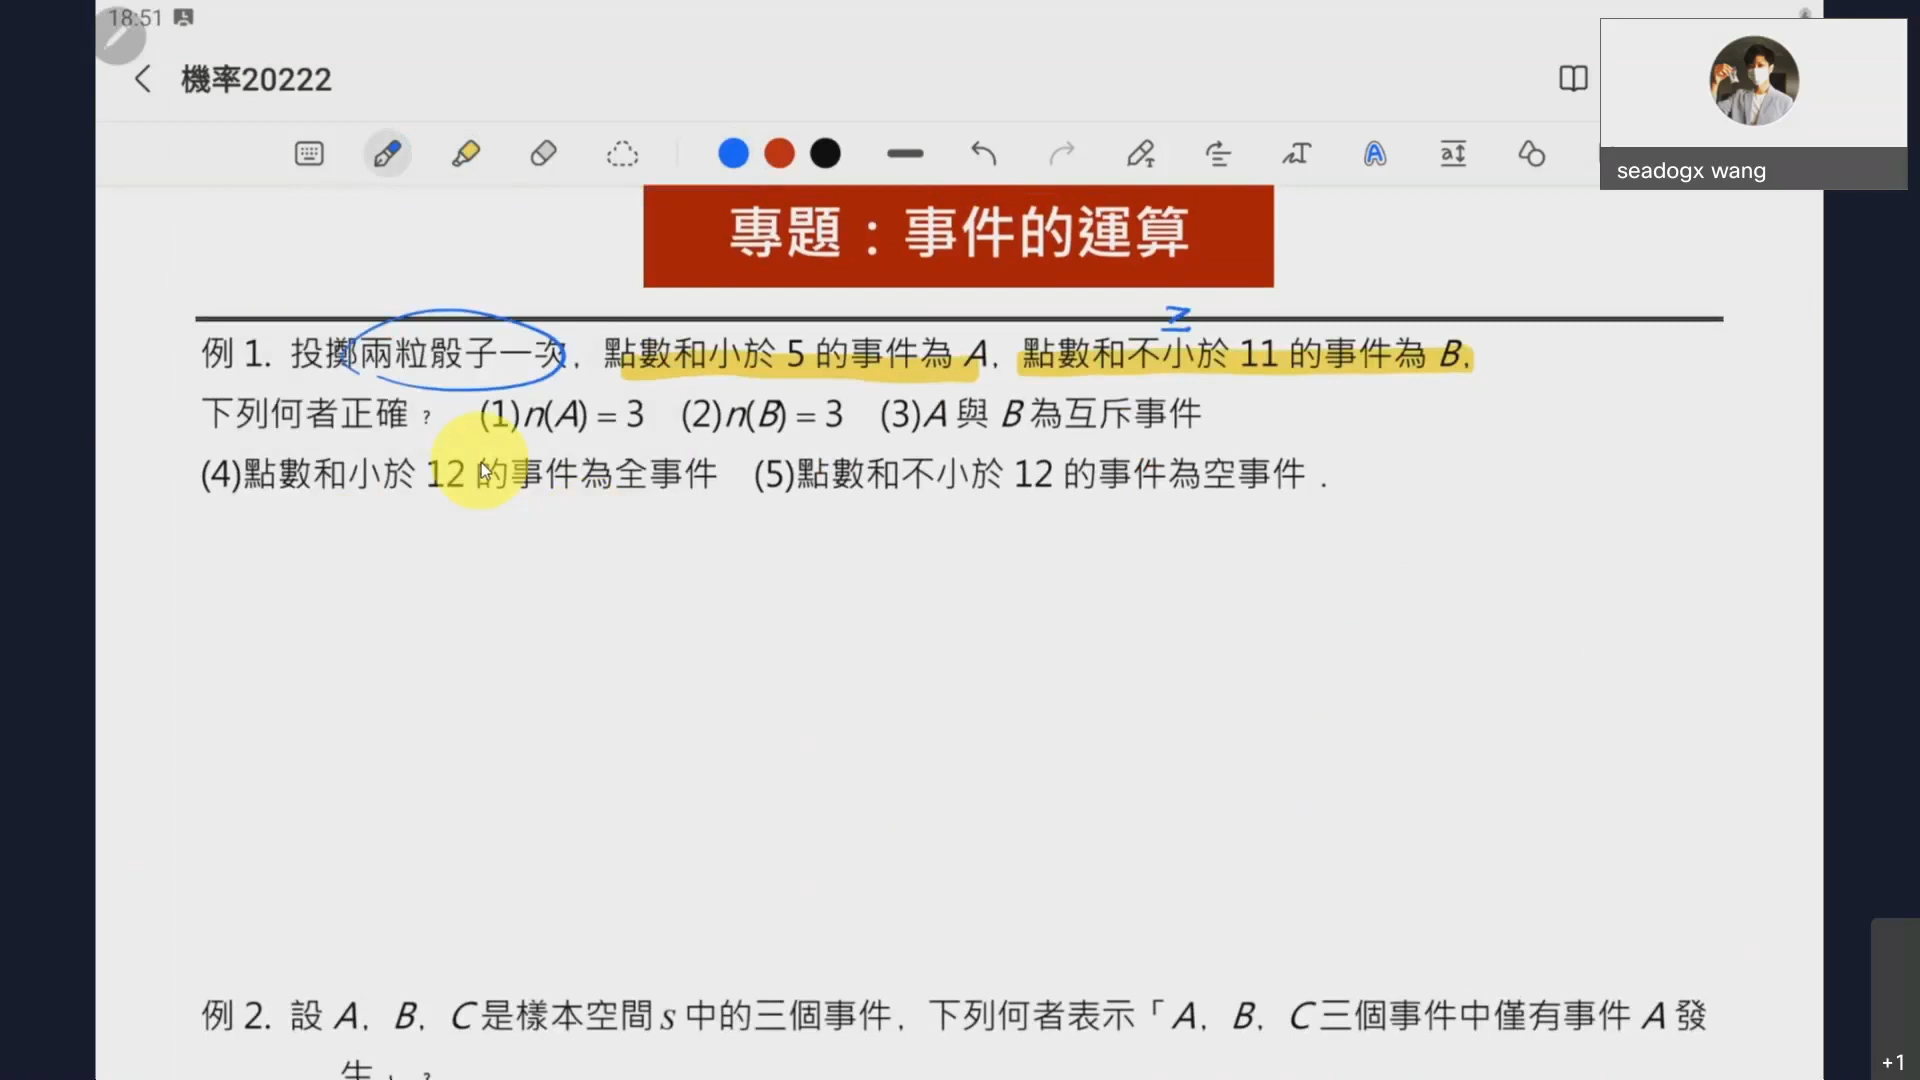 18:51
機率20222
seadogx wang
專題：事件的運算
≥
例 1. 投擲兩粒骰子一次，點數和小於 5 的事件為 A，點數和不小於 11 的事件為 B，
下列何者正確？ (1)n(A) = 3 (2)n(B) = 3 (3)A 與 B 為互斥事件
(4)點數和小於 12 的事件為全事件 (5)點數和不小於 12 的事件為空事件．
例 2. 設 A，B，C 是樣本空間 S 中的三個事件，下列何者表示「A，B，C 三個事件中僅有事件 A 發
+1